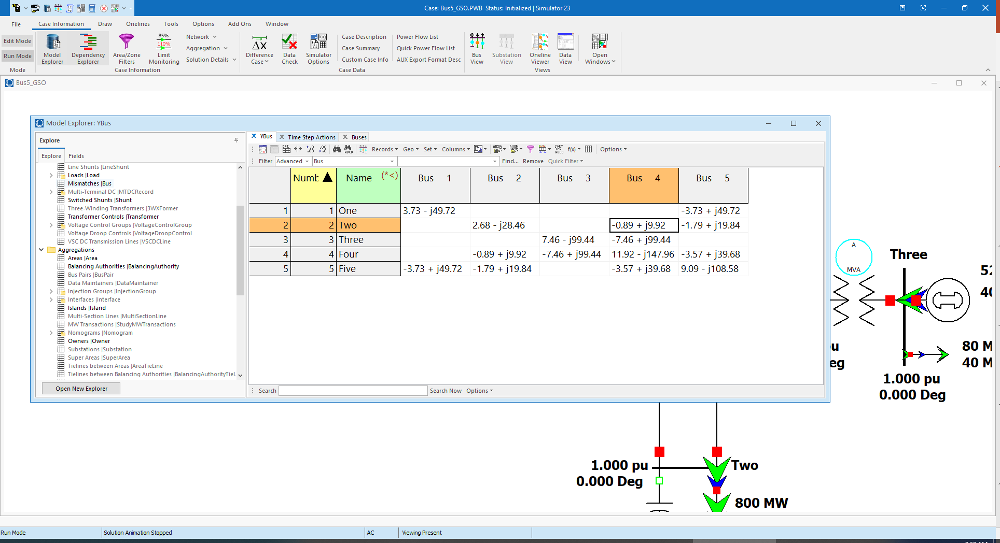 Case: Bus5_GSO.PWB  Status: Initialized | Simulator 23
File Case Information Draw Onelines Tools Options Add Ons Window
Edit Mode
Run Mode
Mode
Model Explorer
Dependency Explorer
Area/Zone Filters
85%
110%
Limit Monitoring
Network
Aggregation
Solution Details
Case Information
ΔX
Difference Case
Data Check
Simulator Options
Case Description
Case Summary
Custom Case Info
Power Flow List
Quick Power Flow List
AUX Export Format Desc
Case Data
Bus View
Substation View
Oneline Viewer
Data View
Open Windows
Views
Bus5_GSO
Model Explorer: YBus
Explore
Explore Fields
Line Shunts |LineShunt
Loads |Load
Mismatches |Bus
Multi-Terminal DC |MTDCRecord
Switched Shunts |Shunt
Three-Winding Transformers |3WXFormer
Transformer Controls |Transformer
Voltage Control Groups |VoltageControlGroup
Voltage Droop Controls |VoltageDroopControl
VSC DC Transmission Lines |VSCDCLine
Aggregations
Areas |Area
Balancing Authorities |BalancingAuthority
Bus Pairs |BusPair
Data Maintainers |DataMaintainer
Injection Groups |InjectionGroup
Interfaces |Interface
Islands |Island
Multi-Section Lines |MultiSectionLine
MW Transactions |StudyMWTransactions
Nomograms |Nomogram
Owners |Owner
Substations |Substation
Super Areas |SuperArea
Tielines between Areas |AreaTieLine
Tielines between Balancing Authorities |BalancingAuthorityTieL
Open New Explorer
YBus Time Step Actions Buses
Records Geo Set Columns f(x) Options
Filter Advanced Bus Find... Remove Quick Filter
Numb Name (*<) Bus 1 Bus 2 Bus 3 Bus 4 Bus 5
1 1 One 3.73 - j49.72 -3.73 + j49.72
2 2 Two 2.68 - j28.46 -0.89 + j9.92 -1.79 + j19.84
3 3 Three 7.46 - j99.44 -7.46 + j99.44
4 4 Four -0.89 + j9.92 -7.46 + j99.44 11.92 - j147.96 -3.57 + j39.68
5 5 Five -3.73 + j49.72 -1.79 + j19.84 -3.57 + j39.68 9.09 - j108.58
Search Search Now Options
A
MVA
Three
52
40
80 M
40 M
u
eg
1.000 pu
0.000 Deg
1.000 pu
0.000 Deg
Two
800 MW
Run Mode Solution Animation Stopped AC Viewing Present